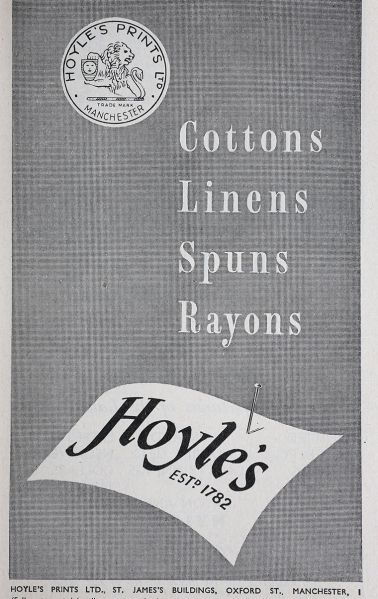 HOYLE'S PRINTS LTD
TRADE MARK
MANCHESTER
Cottons
Linens
Spuns
Rayons
Hoyle's
ESTD 1782
HOYLE'S PRINTS LTD., ST. JAMES'S BUILDINGS, OXFORD ST., MANCHESTER, 1